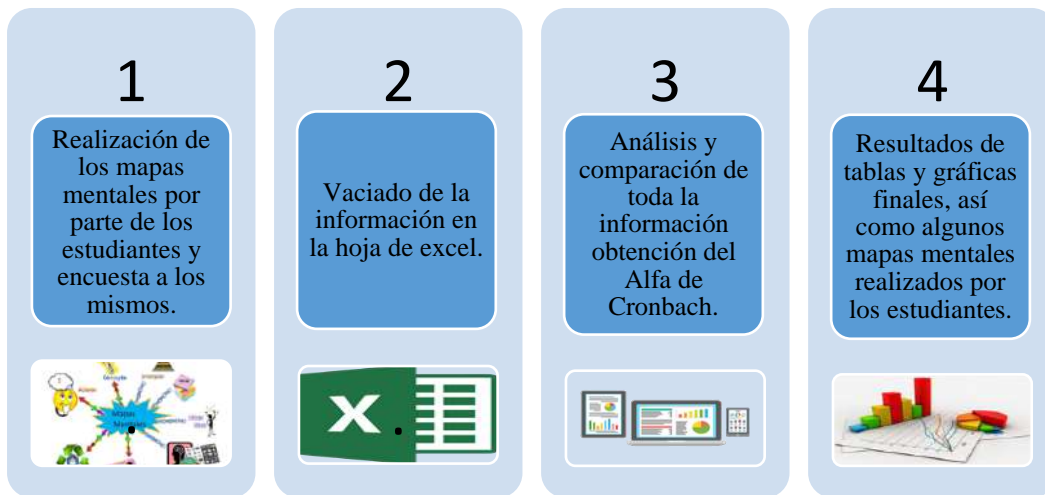 1
Realización de
los mapas
mentales por
parte de los
estudiantes y
encuesta a los
mismos.
2
Vaciado de la
información en
la hoja de excel.
3
Análisis y
comparación de
toda la
información
obtención del
Alfa de
Cronbach.
4
Resultados de
tablas y gráficas
finales, así
como algunos
mapas mentales
realizados por
los estudiantes.
Mapas
Mentales
X